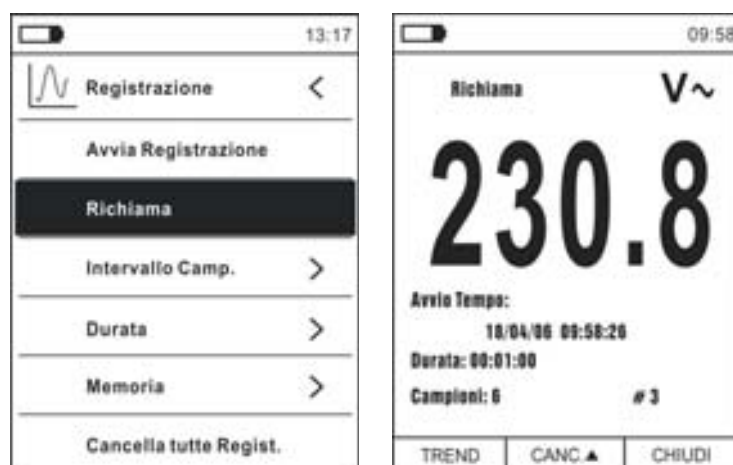 13:17
Registrazione
Avvia Registrazione
Richiama
Intervallo Camp.
Durata
Memoria
Cancella tutte Regist.
09:58
Richiama V~
230.8
Avvio Tempo:
18/04/06 09:58:26
Durata: 00:01:00
Campioni: 6 # 3
TREND CANC.▲ CHIUDI